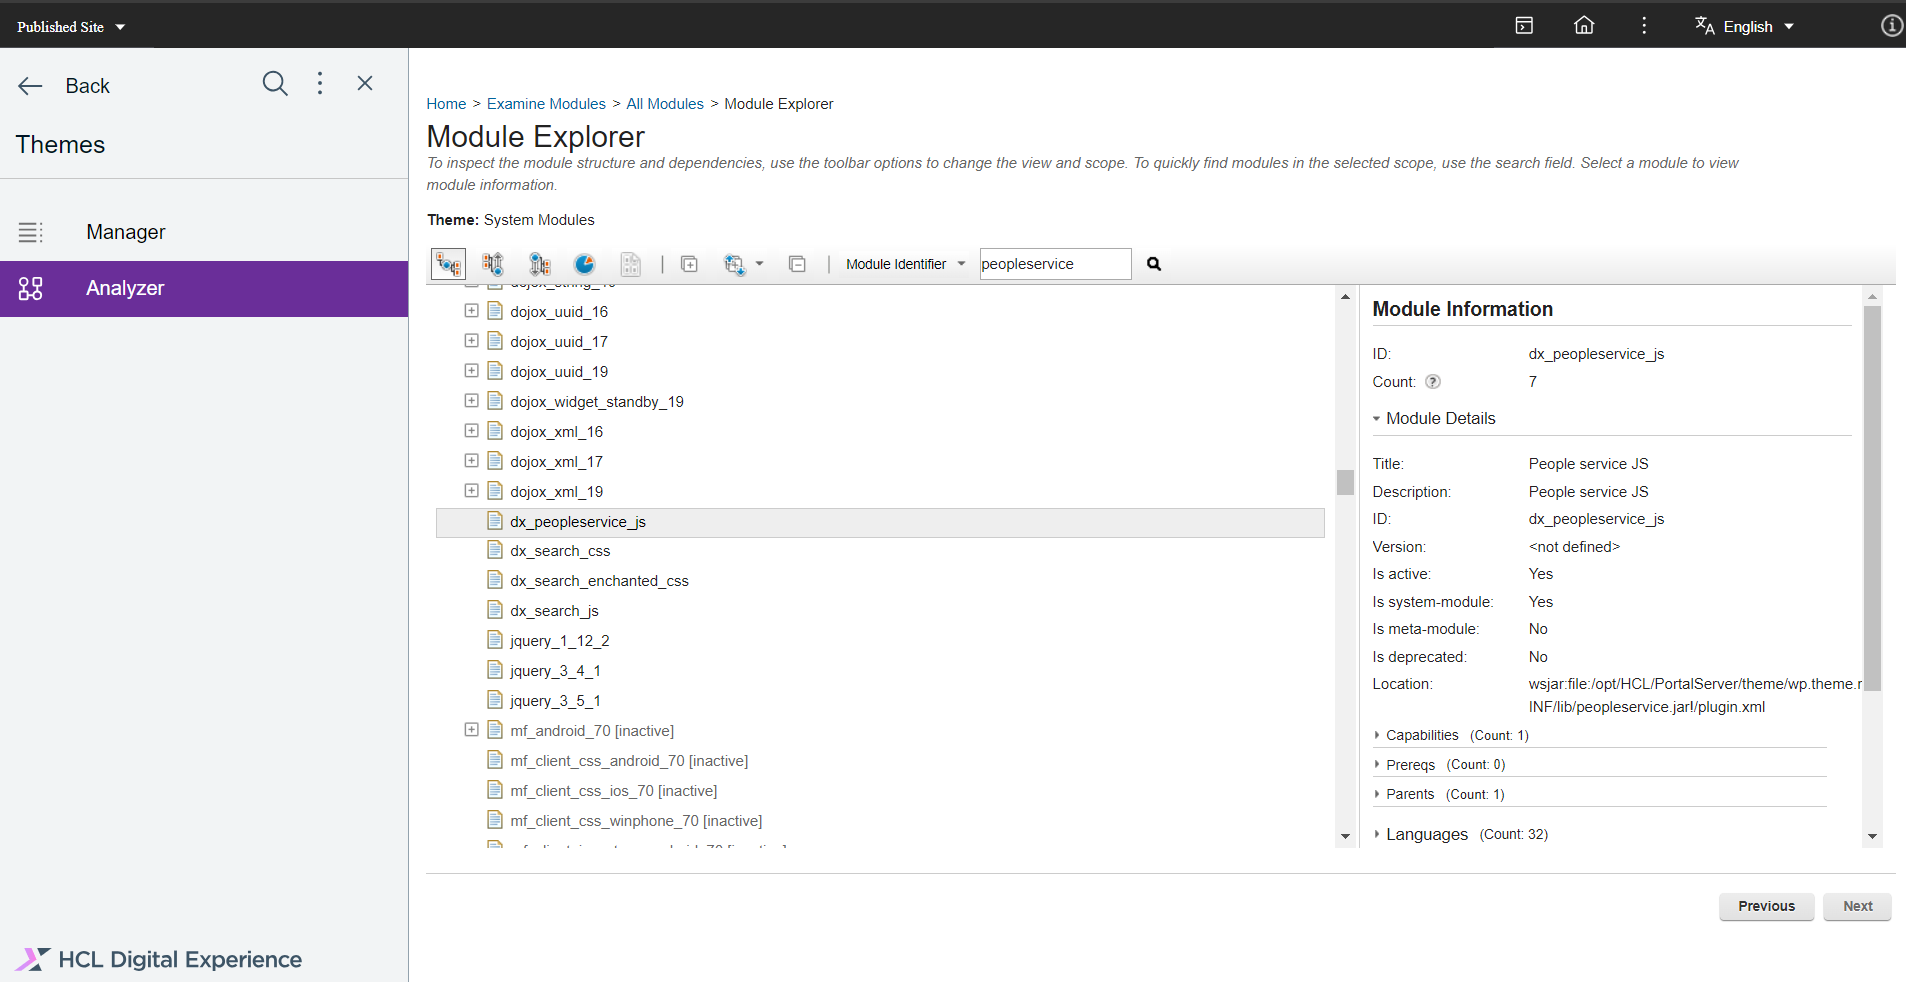 Published Site
English
Back
Themes
Manager
Analyzer
HCL Digital Experience
Home > Examine Modules > All Modules > Module Explorer
Module Explorer
To inspect the module structure and dependencies, use the toolbar options to change the view and scope. To quickly find modules in the selected scope, use the search field. Select a module to view
module information.
Theme: System Modules
Module Identifier peopleservice
dojox_uuid_16
dojox_uuid_17
dojox_uuid_19
dojox_widget_standby_19
dojox_xml_16
dojox_xml_17
dojox_xml_19
dx_peopleservice_js
dx_search_css
dx_search_enchanted_css
dx_search_js
jquery_1_12_2
jquery_3_4_1
jquery_3_5_1
mf_android_70 [inactive]
mf_client_css_android_70 [inactive]
mf_client_css_ios_70 [inactive]
mf_client_css_winphone_70 [inactive]
Module Information
ID: dx_peopleservice_js
Count: ? 7
Module Details
Title: People service JS
Description: People service JS
ID: dx_peopleservice_js
Version: <not defined>
Is active: Yes
Is system-module: Yes
Is meta-module: No
Is deprecated: No
Location: wsjar:file:/opt/HCL/PortalServer/theme/wp.theme.r
INF/lib/peopleservice.jar!/plugin.xml
Capabilities (Count: 1)
Prereqs (Count: 0)
Parents (Count: 1)
Languages (Count: 32)
Previous
Next